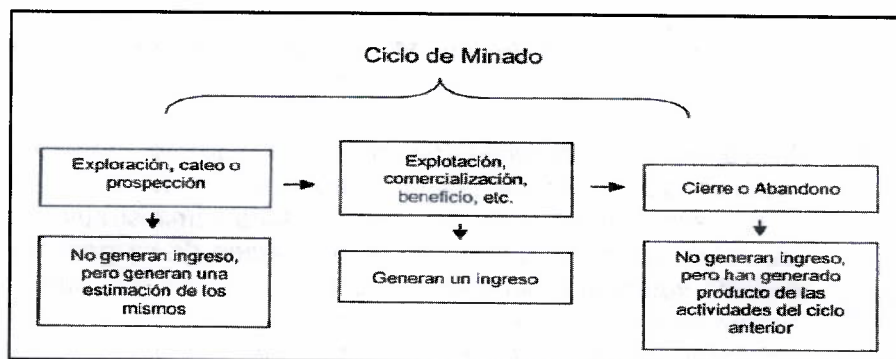 Ciclo de Minado
Exploración, cateo o
prospección
Explotación,
comercialización,
beneficio, etc.
Cierre o Abandono
No generan ingreso,
pero generan una
estimación de los
mismos
Generan un ingreso
No generan ingreso,
pero han generado
producto de las
actividades del ciclo
anterior